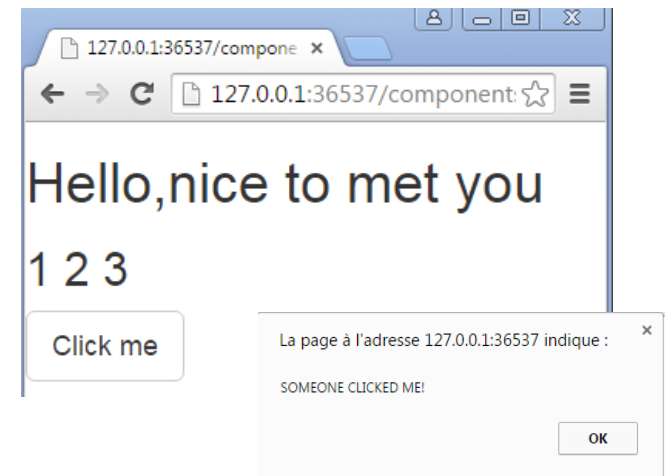 127.0.0.1:36537/compone
127.0.0.1:36537/component
Hello,nice to met you
1 2 3
Click me
La page à l'adresse 127.0.0.1:36537 indique :
SOMEONE CLICKED ME!
OK